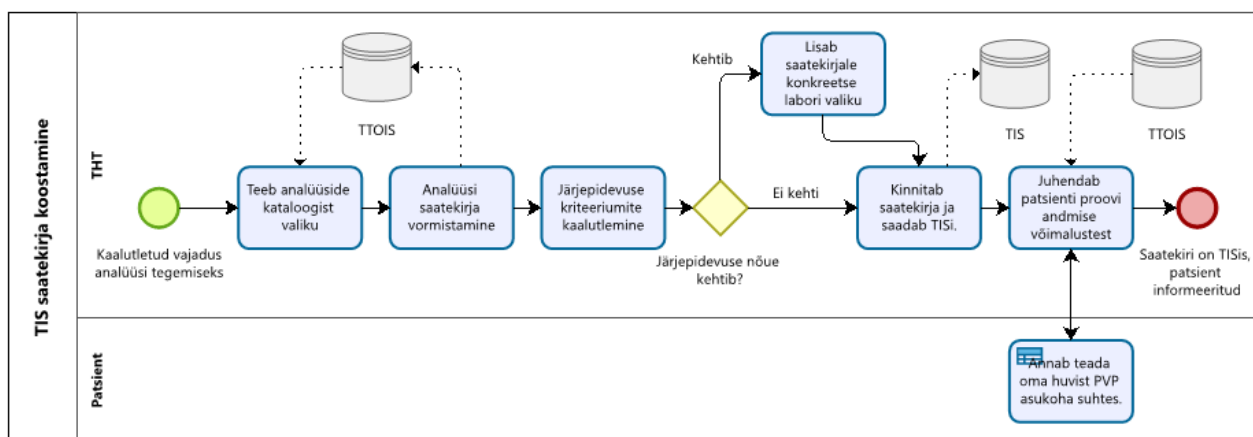 TIS saatekirja koostamine
THT
Kaalutletud vajadus
analüüsi tegemiseks
TTOIS
Teeb analüüside
kataloogist
valiku
Analüüsi
saatekirja
vormistamine
Järjepidevuse
kriteeriumite
kaalutlemine
Järjepidevuse nõue
kehtib?
Kehtib
Lisab
saatekirjale
konkreetse
labori valiku
Ei kehti
Kinnitab
saatekirja ja
saadab TISi.
TIS
TTOIS
Juhendab
patsienti proovi
andmise
võimalustest
Saatekiri on TISis,
patsient
informeeritud
Patsient
Annab teada
oma huvist PVP
asukoha suhtes.